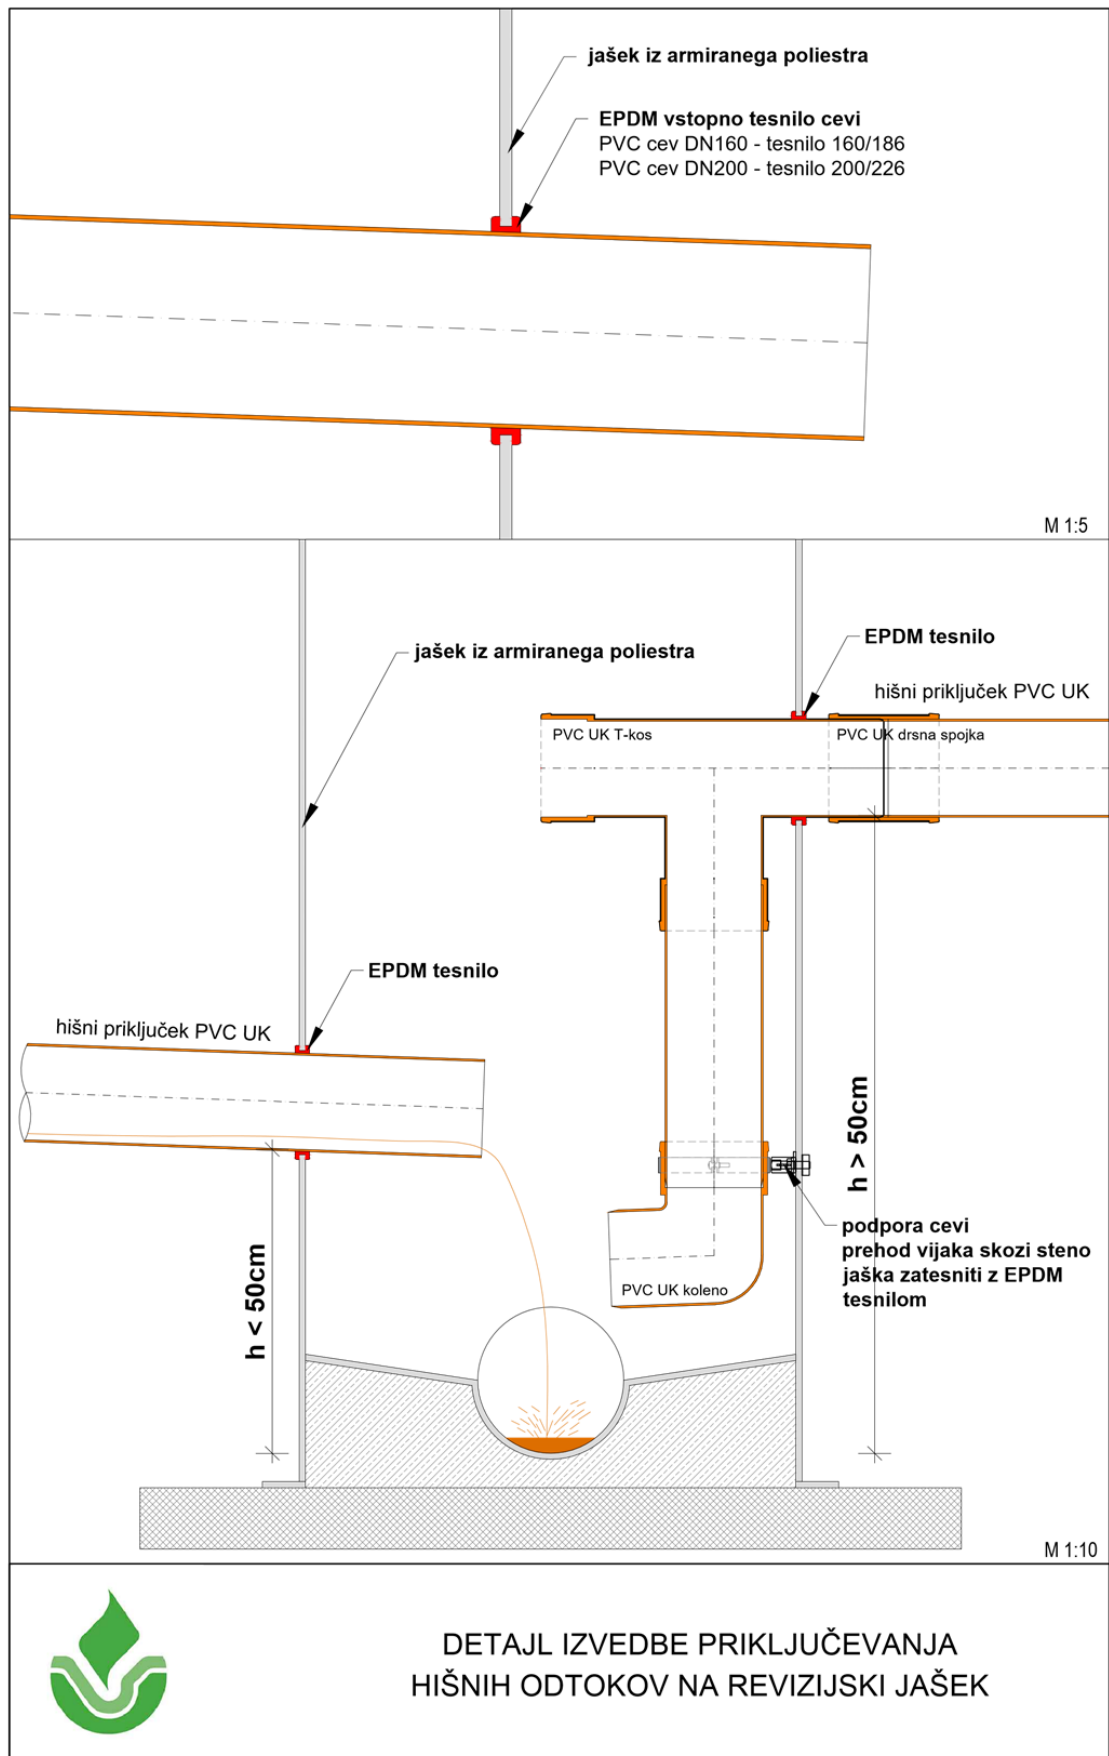 jašek iz armiranega poliestra
EPDM vstopno tesnilo cevi
PVC cev DN160 - tesnilo 160/186
PVC cev DN200 - tesnilo 200/226
M 1:5
EPDM tesnilo
jašek iz armiranega poliestra
hišni priključek PVC UK
PVC UK T-kos
PVC UK drsna spojka
EPDM tesnilo
hišni priključek PVC UK
h > 50cm
podpora cevi
prehod vijaka skozi steno
jaška zatesniti z EPDM
tesnilom
h < 50cm
PVC UK koleno
M 1:10
DETAJL IZVEDBE PRIKLJUČEVANJA
HIŠNIH ODTOKOV NA REVIZIJSKI JAŠEK